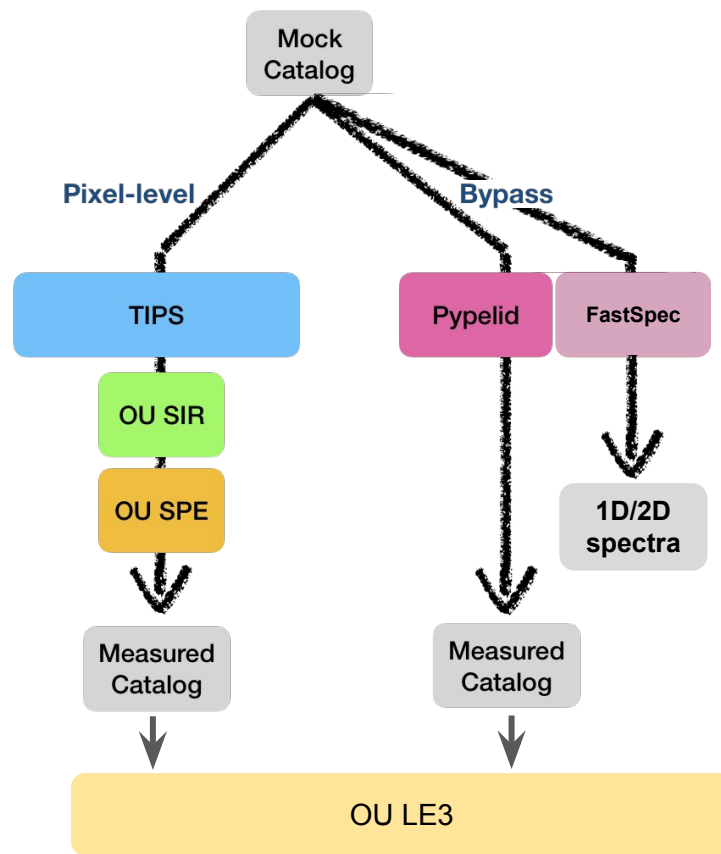 Mock
Catalog
Pixel-level
Bypass
TIPS
Pypelid
FastSpec
OU SIR
OU SPE
1D/2D
spectra
Measured
Catalog
Measured
Catalog
OU LE3